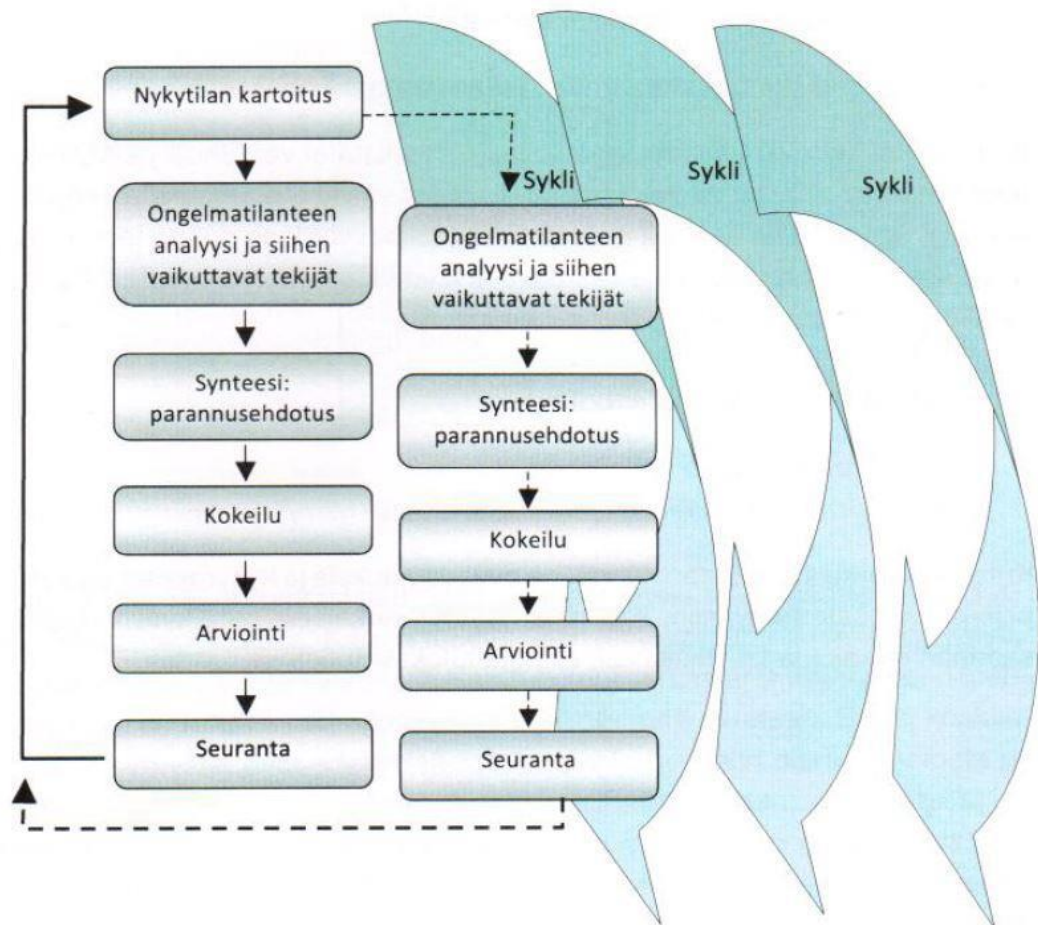 Nykytilan kartoitus
Ongelmatilanteen
analyysi ja siihen
vaikuttavat tekijät
Synteesi:
parannusehdotus
Kokeilu
Arviointi
Seuranta
Ongelmatilanteen
analyysi ja siihen
vaikuttavat tekijät
Synteesi:
parannusehdotus
Kokeilu
Arviointi
Seuranta
Sykli
Sykli
Sykli